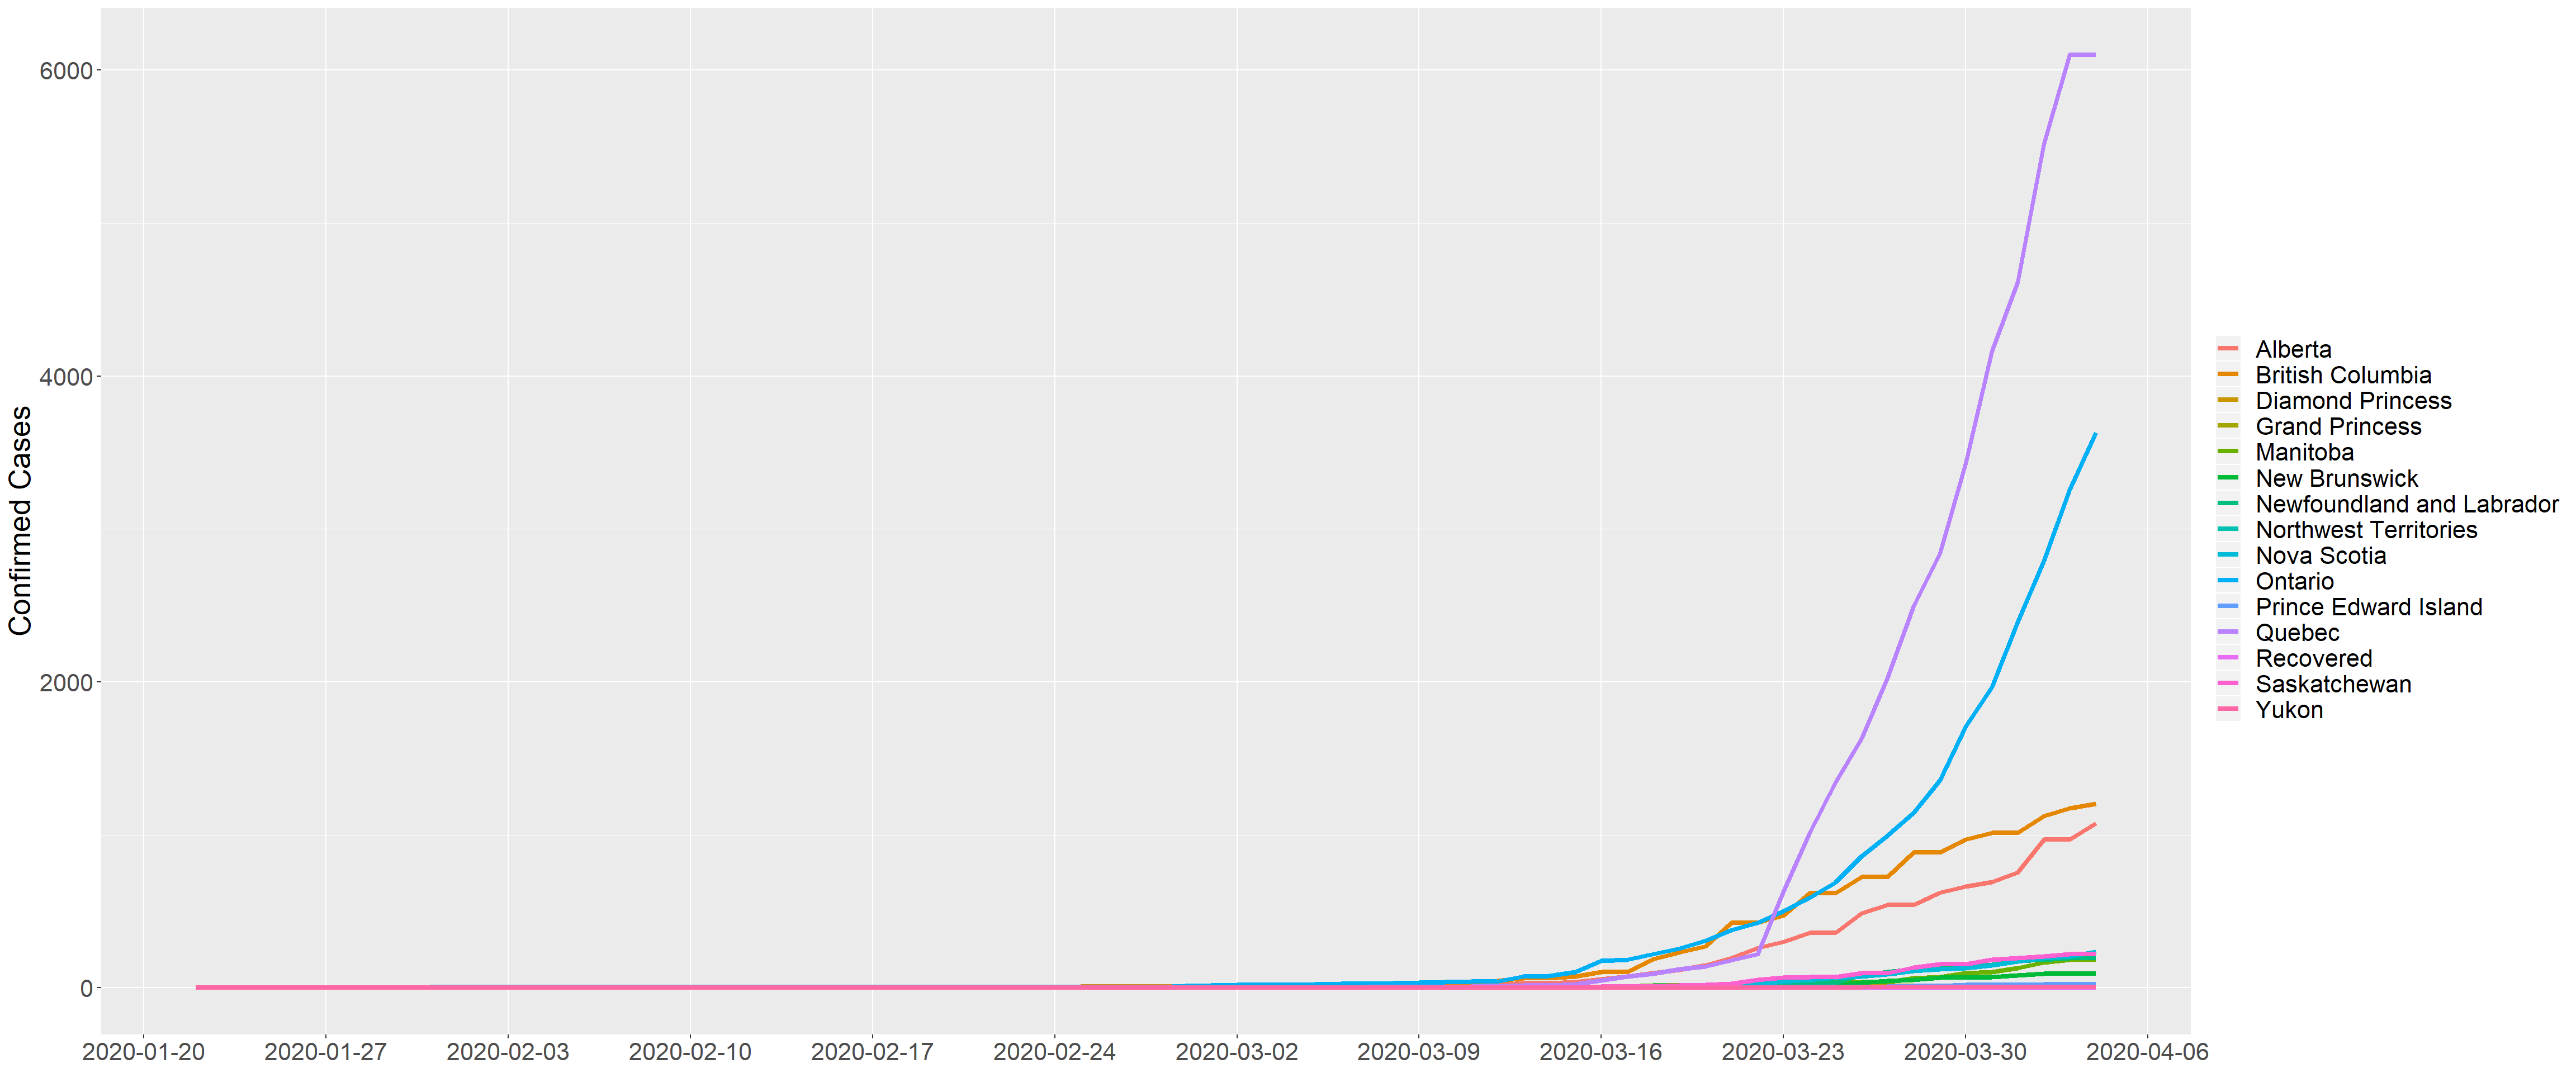 Confirmed Cases
6000
4000
2000
0
2020-01-20 2020-01-27 2020-02-03 2020-02-10 2020-02-17 2020-02-24 2020-03-02 2020-03-09 2020-03-16 2020-03-23 2020-03-30 2020-04-06
Alberta
British Columbia
Diamond Princess
Grand Princess
Manitoba
New Brunswick
Newfoundland and Labrador
Northwest Territories
Nova Scotia
Ontario
Prince Edward Island
Quebec
Recovered
Saskatchewan
Yukon